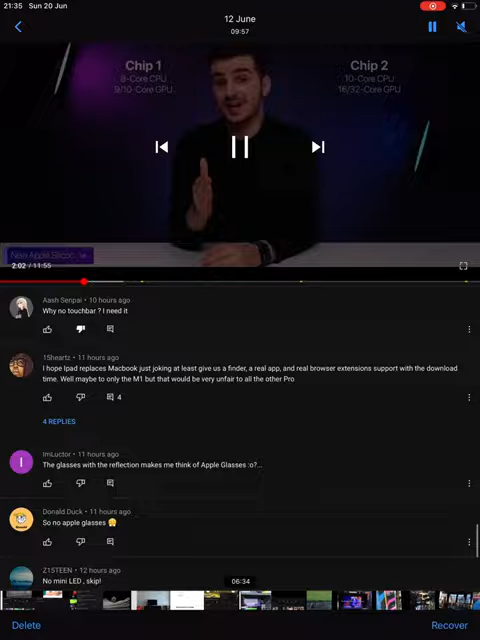 21:35 Sun 20 Jun
12 June
09:57
Chip 1
8-Core CPU
9/10-Core GPU
Chip 2
10-Core CPU
16/32-Core GPU
New Apple Silicon
2:02 / 11:55
Aash Senpai • 10 hours ago
Why no touchbar ? I need it
15heartz • 11 hours ago
I hope Ipad replaces Macbook just joking at least give us a finder, a real app, and real browser extensions support with the download
time. Well maybe to only the M1 but that would be very unfair to all the other Pro
4
4 REPLIES
I
ImLuctor • 11 hours ago
The glasses with the reflection makes me think of Apple Glasses :o?...
Donald Duck • 11 hours ago
So no apple glasses
Z15TEEN • 12 hours ago
No mini LED , skip!
06:34
Delete
Recover